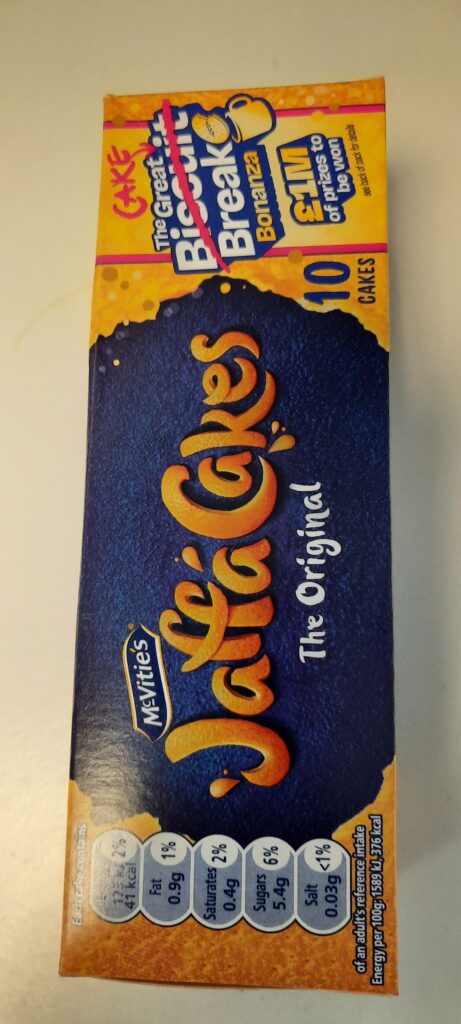 McVitie's®
Jaffa Cakes
The Original
CAKE
The Great
Biscuit
Break
Bonanza
£1M
of prizes to
be won
see back of pack for details
10
CAKES
Each cake contains
173 kJ 2%
41 kcal
Fat 1%
0.9g
Saturates 2%
0.4g
Sugars 6%
5.4g
Salt <1%
0.03g
of an adult's reference intake
Energy per 100g: 1589 kJ, 376 kcal